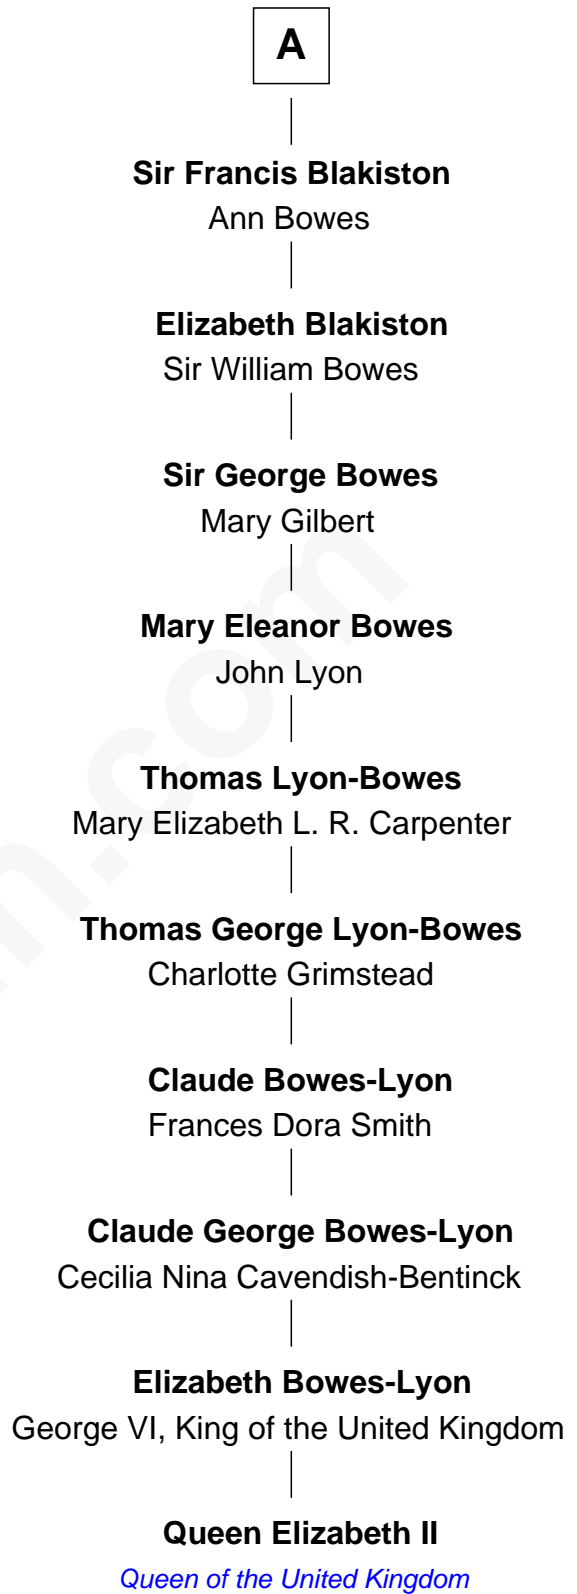 A
Sir Francis Blakiston
Ann Bowes
Elizabeth Blakiston
Sir William Bowes
Sir George Bowes
Mary Gilbert
Mary Eleanor Bowes
John Lyon
Thomas Lyon-Bowes
Mary Elizabeth L. R. Carpenter
Thomas George Lyon-Bowes
Charlotte Grimstead
Claude Bowes-Lyon
Frances Dora Smith
Claude George Bowes-Lyon
Cecilia Nina Cavendish-Bentinck
Elizabeth Bowes-Lyon
George VI, King of the United Kingdom
Queen Elizabeth II
Queen of the United Kingdom